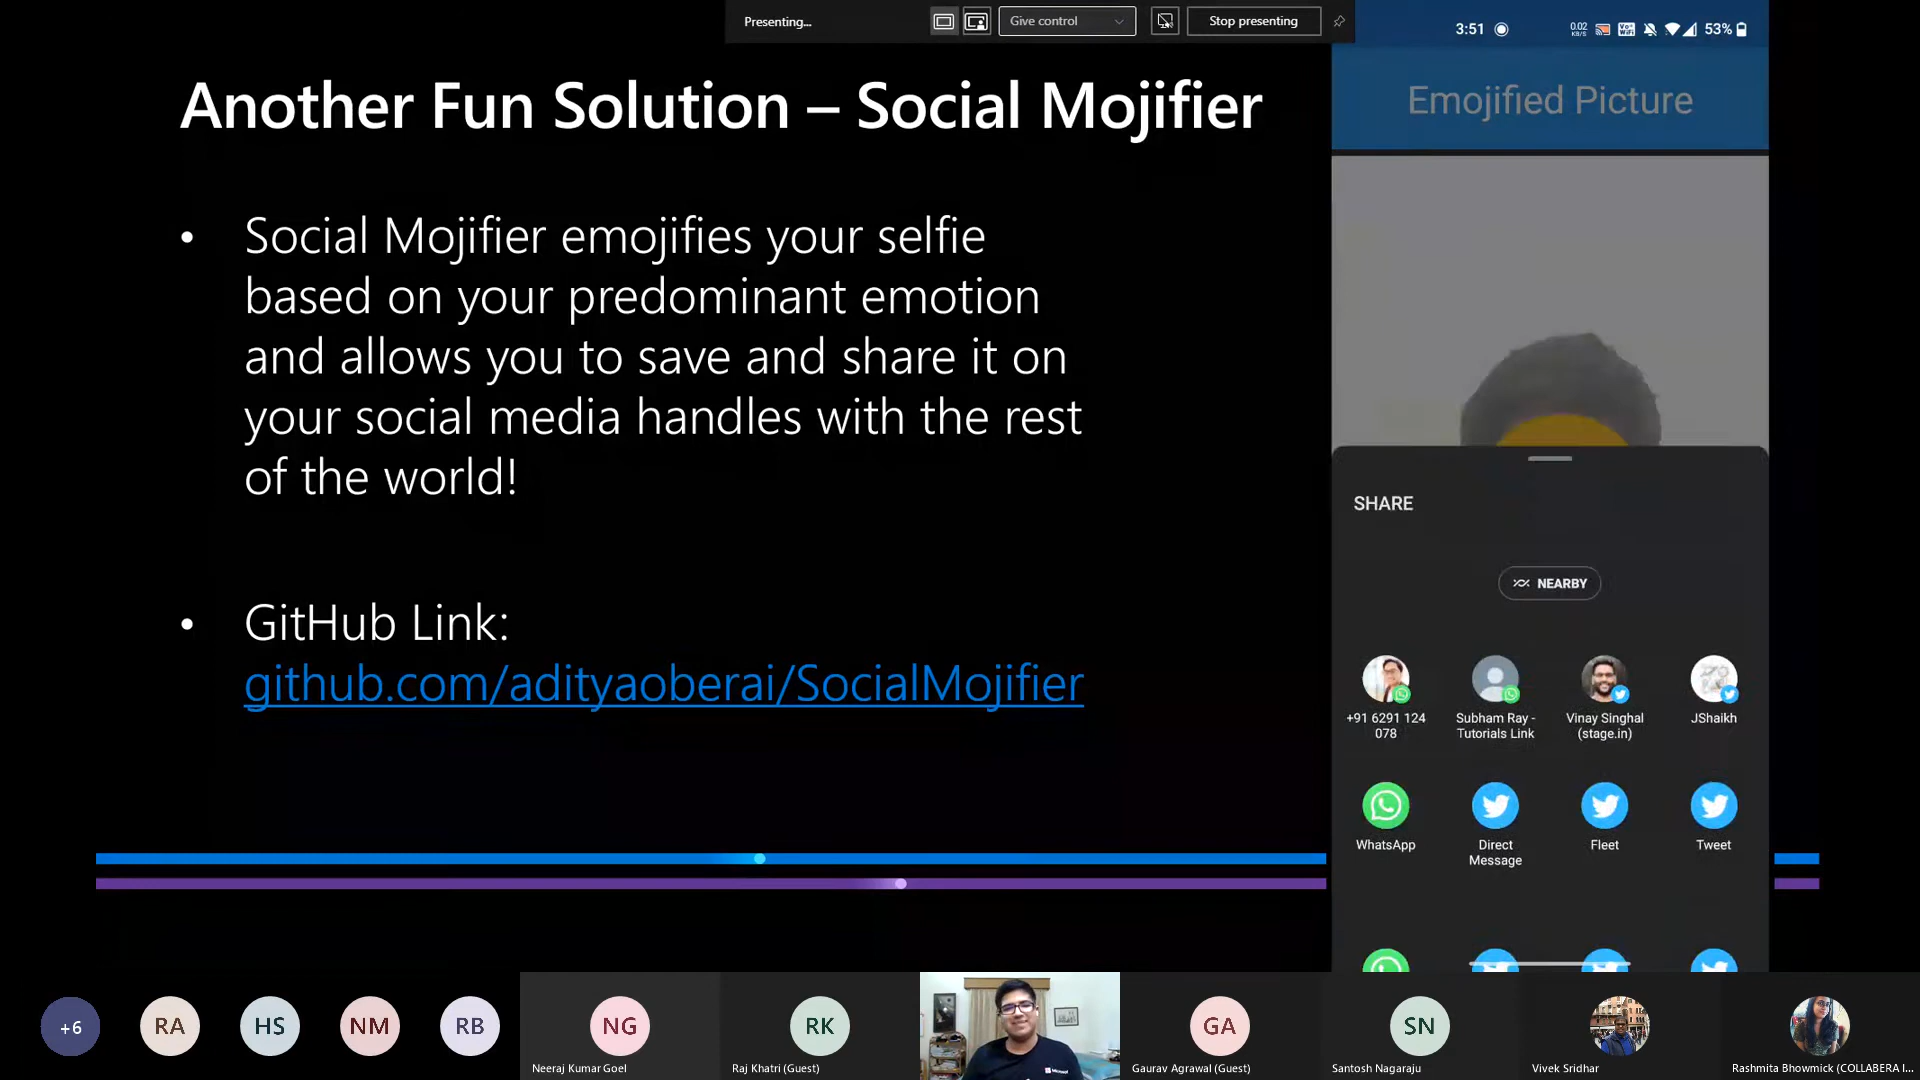 Presenting...
Give control
Stop presenting
3:51
0.02
KB/S
53%
Another Fun Solution – Social Mojifier
Emojified Picture
• Social Mojifier emojifies your selfie
based on your predominant emotion
and allows you to save and share it on
your social media handles with the rest
of the world!
• GitHub Link:
github.com/adityaoberai/SocialMojifier
SHARE
NEARBY
+91 6291 124
078
Subham Ray -
Tutorials Link
Vinay Singhal
(stage.in)
JShaikh
WhatsApp
Direct
Message
Fleet
Tweet
+6
RA
HS
NM
RB
NG
RK
GA
SN
Neeraj Kumar Goel
Raj Khatri (Guest)
Gaurav Agrawal (Guest)
Santosh Nagaraju
Vivek Sridhar
Rashmita Bhowmick (COLLABERA I...